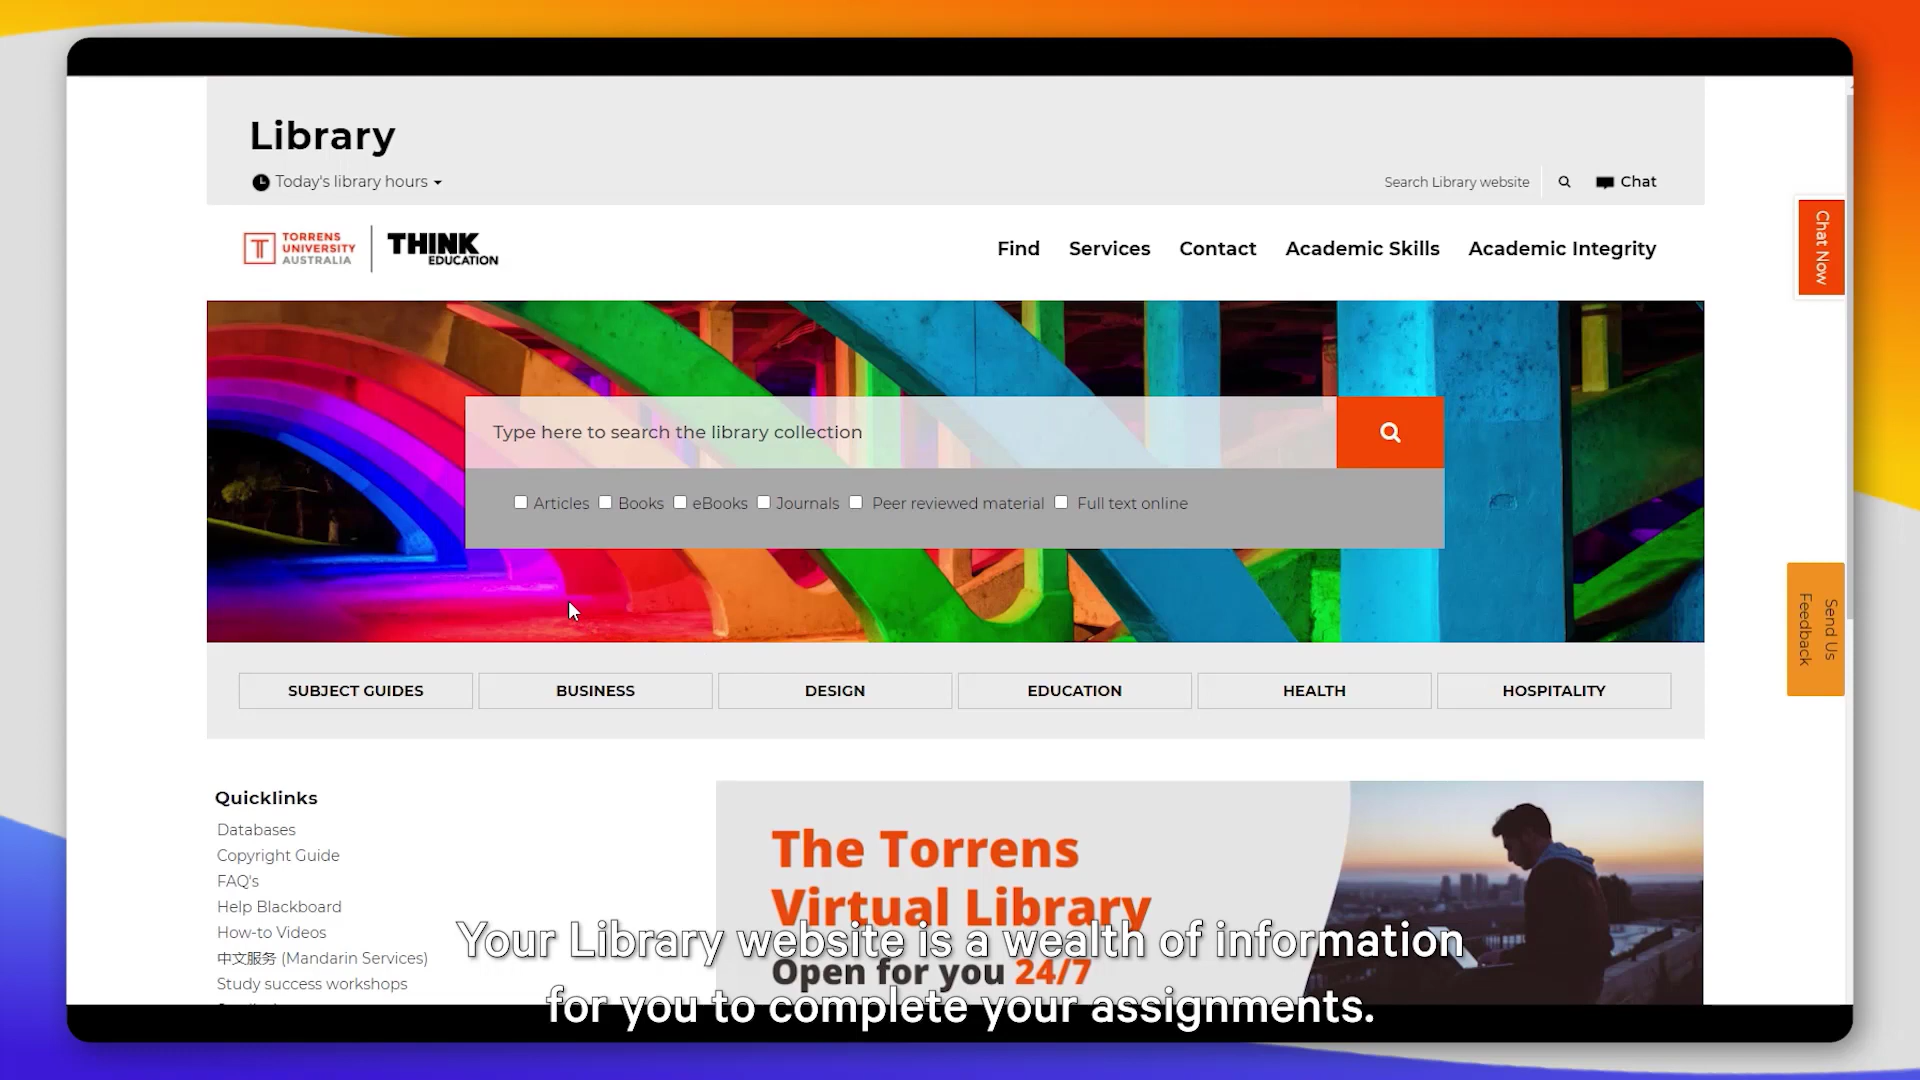 Library
Today's library hours
Search Library website
Chat
TORRENS
UNIVERSITY
AUSTRALIA
THINK
EDUCATION
Find
Services
Contact
Academic Skills
Academic Integrity
Chat Now
Type here to search the library collection
Articles
Books
eBooks
Journals
Peer reviewed material
Full text online
Send Us
Feedback
SUBJECT GUIDES
BUSINESS
DESIGN
EDUCATION
HEALTH
HOSPITALITY
Quicklinks
Databases
Copyright Guide
FAQ's
Help Blackboard
How-to Videos
中文服务 (Mandarin Services)
Study success workshops
The Torrens
Virtual Library
Open for you 24/7
Your Library website is a wealth of information
for you to complete your assignments.